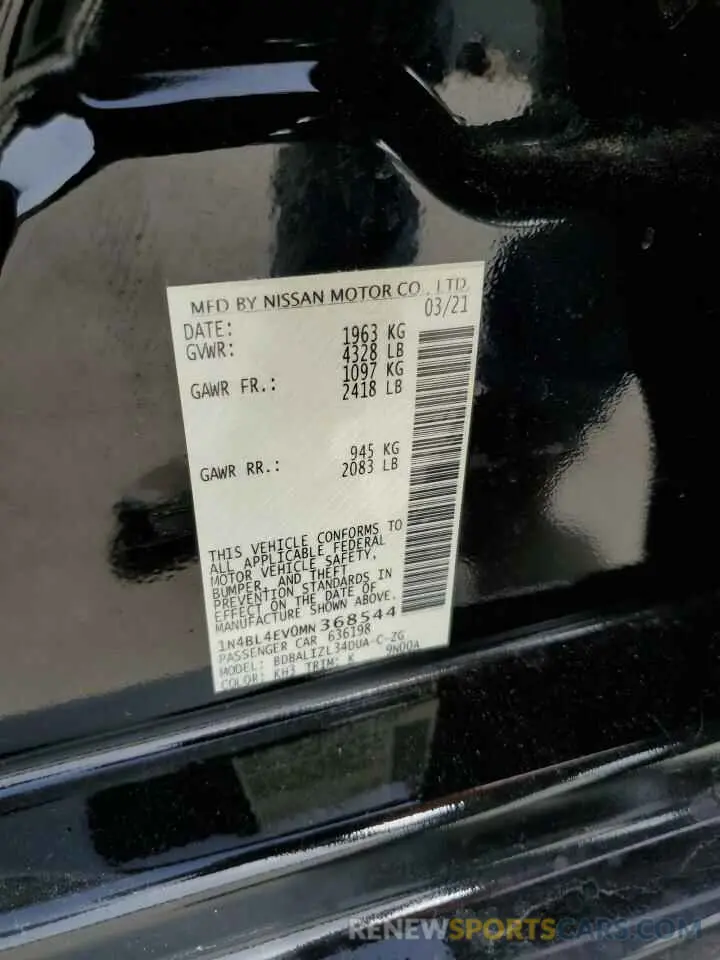 MFD BY NISSAN MOTOR CO., LTD
DATE: 03/21
GVWR: 1963 KG
4328 LB
GAWR FR.: 1097 KG
2418 LB
GAWR RR.: 945 KG
2083 LB
THIS VEHICLE CONFORMS TO
ALL APPLICABLE FEDERAL
MOTOR VEHICLE SAFETY,
BUMPER, AND THEFT
PREVENTION STANDARDS IN
EFFECT ON THE DATE OF
MANUFACTURE SHOWN ABOVE.
1N4BL4EV0MN368544
PASSENGER CAR 636198
MODEL: BDBALIZL34DUA-C-ZG
COLOR: KH3 TRIM: K 9N00A
RENEWSPORTSCARS.COM